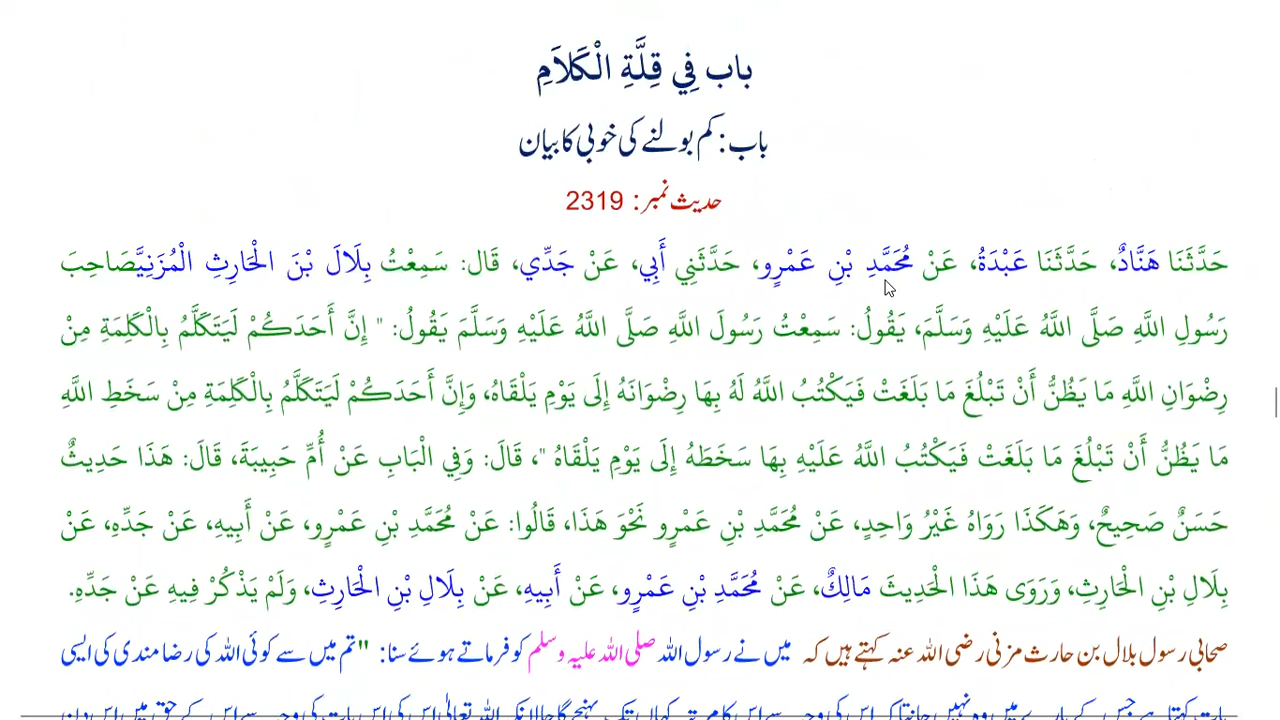 باب فِي قِلَّةِ الْكَلاَمِ
باب: کم بولنے کی خوبی کا بیان
حدیث نمبر: 2319
حَدَّثَنَا هَنَّادٌ، حَدَّثَنَا عَبْدَةُ، عَنْ مُحَمَّدِ بْنِ عَمْرٍو، حَدَّثَنِي أَبِي، عَنْ جَدِّي، قَال: سَمِعْتُ بِلَالَ بْنَ الْحَارِثِ الْمُزَنِيَّصَاحِبَ
رَسُولِ اللَّهِ صَلَّى اللَّهُ عَلَيْهِ وَسَلَّمَ، يَقُولُ: سَمِعْتُ رَسُولَ اللَّهِ صَلَّى اللَّهُ عَلَيْهِ وَسَلَّمَ يَقُولُ: " إِنَّ أَحَدَكُمْ لَيَتَكَلَّمُ بِالْكَلِمَةِ مِنْ
رِضْوَانِ اللَّهِ مَا يَظُنُّ أَنْ تَبْلُغَ مَا بَلَغَتْ فَيَكْتُبُ اللَّهُ لَهُ بِهَا رِضْوَانَهُ إِلَى يَوْمِ يَلْقَاهُ، وَإِنَّ أَحَدَكُمْ لَيَتَكَلَّمُ بِالْكَلِمَةِ مِنْ سَخَطِ اللَّهِ
مَا يَظُنُّ أَنْ تَبْلُغَ مَا بَلَغَتْ فَيَكْتُبُ اللَّهُ عَلَيْهِ بِهَا سَخَطَهُ إِلَى يَوْمِ يَلْقَاهُ "، قَالَ: وَفِي الْبَابِ عَنْ أُمِّ حَبِيبَةَ، قَالَ: هَذَا حَدِيثٌ
حَسَنٌ صَحِيحٌ، وَهَكَذَا رَوَاهُ غَيْرُ وَاحِدٍ، عَنْ مُحَمَّدِ بْنِ عَمْرٍو نَحْوَ هَذَا، قَالُوا: عَنْ مُحَمَّدِ بْنِ عَمْرٍو، عَنْ أَبِيهِ، عَنْ جَدِّهِ، عَنْ
بِلَالِ بْنِ الْحَارِثِ، وَرَوَى هَذَا الْحَدِيثَ مَالِكٌ، عَنْ مُحَمَّدِ بْنِ عَمْرٍو، عَنْ أَبِيهِ، عَنْ بِلَالِ بْنِ الْحَارِثِ، وَلَمْ يَذْكُرْ فِيهِ عَنْ جَدِّهِ.
صحابی رسول بلال بن حارث مزنی رضی اللہ عنہ کہتے ہیں کہ میں نے رسول اللہ صلی اللہ علیہ وسلم کو فرماتے ہوئے سنا: "تم میں سے کوئی اللہ کی رضا مندی کی ایسی